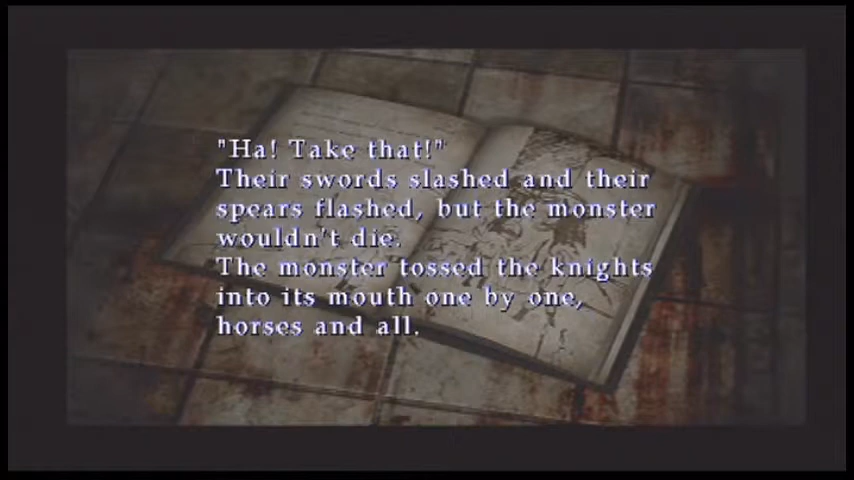 "Ha! Take that!"
Their swords slashed and their
spears flashed, but the monster
wouldn't die.
The monster tossed the knights
into its mouth one by one,
horses and all.